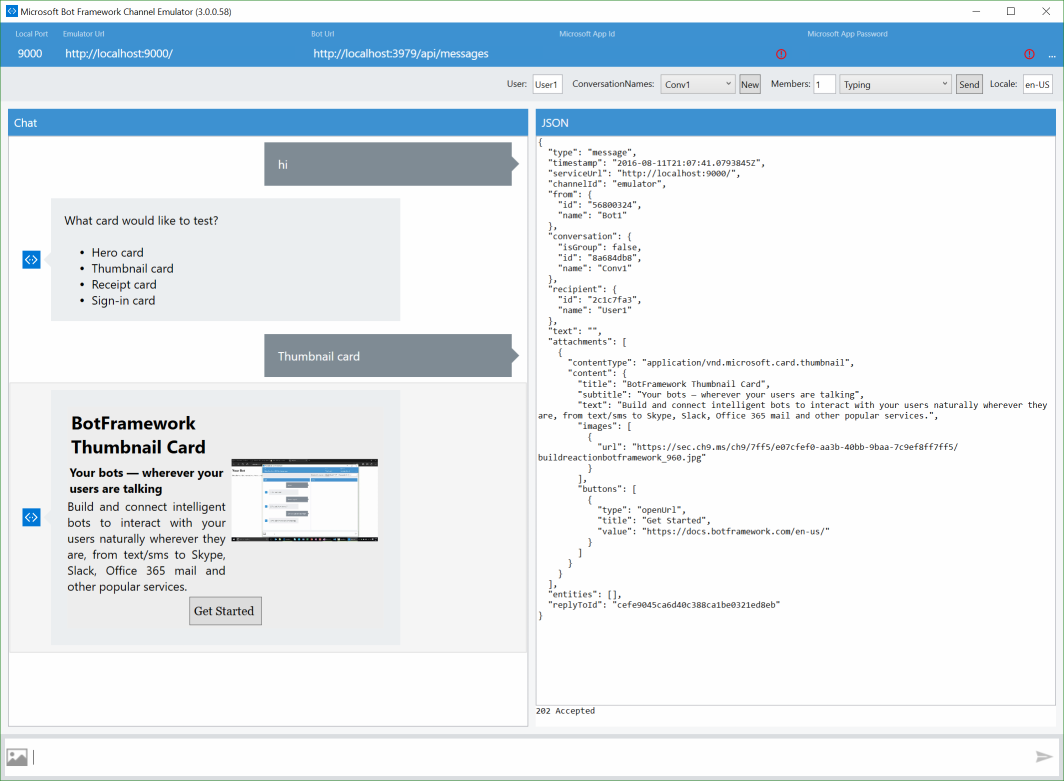 Microsoft Bot Framework Channel Emulator (3.0.0.58)
Local Port
Emulator Url
Bot Url
Microsoft App Id
Microsoft App Password
9000
http://localhost:9000/
http://localhost:3979/api/messages
...
User:
User1
ConversationNames:
Conv1
New
Members:
1
Typing
Send
Locale:
en-US
Chat
hi
What card would like to test?
• Hero card
• Thumbnail card
• Receipt card
• Sign-in card
Thumbnail card
BotFramework
Thumbnail Card
Your bots — wherever your
users are talking
Build and connect intelligent
bots to interact with your
users naturally wherever they
are, from text/sms to Skype,
Slack, Office 365 mail and
other popular services.
Get Started
JSON
{
"type": "message",
"timestamp": "2016-08-11T21:07:41.0793845Z",
"serviceUrl": "http://localhost:9000/",
"channelId": "emulator",
"from": {
"id": "56800324",
"name": "Bot1"
},
"conversation": {
"isGroup": false,
"id": "8a684db8",
"name": "Conv1"
},
"recipient": {
"id": "2c1c7fa3",
"name": "User1"
},
"text": "",
"attachments": [
{
"contentType": "application/vnd.microsoft.card.thumbnail",
"content": {
"title": "BotFramework Thumbnail Card",
"subtitle": "Your bots — wherever your users are talking",
"text": "Build and connect intelligent bots to interact with your users naturally wherever they
are, from text/sms to Skype, Slack, Office 365 mail and other popular services.",
"images": [
{
"url": "https://sec.ch9.ms/ch9/7ff5/e07cfef0-aa3b-40bb-9baa-7c9ef8ff7ff5/
buildreactionbotframework_960.jpg"
}
],
"buttons": [
{
"type": "openUrl",
"title": "Get Started",
"value": "https://docs.botframework.com/en-us/"
}
]
}
}
],
"entities": [],
"replyToId": "cefe9045ca6d40c388ca1be0321ed8eb"
}
202 Accepted